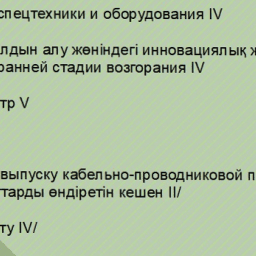 спецтехники и оборудования IV
лдын алу жөніндегі инновациялық ж
ранней стадии возгорания IV
тр V
выпуску кабельно-проводниковой п
тарды өндіретін кешен II/
ту IV/